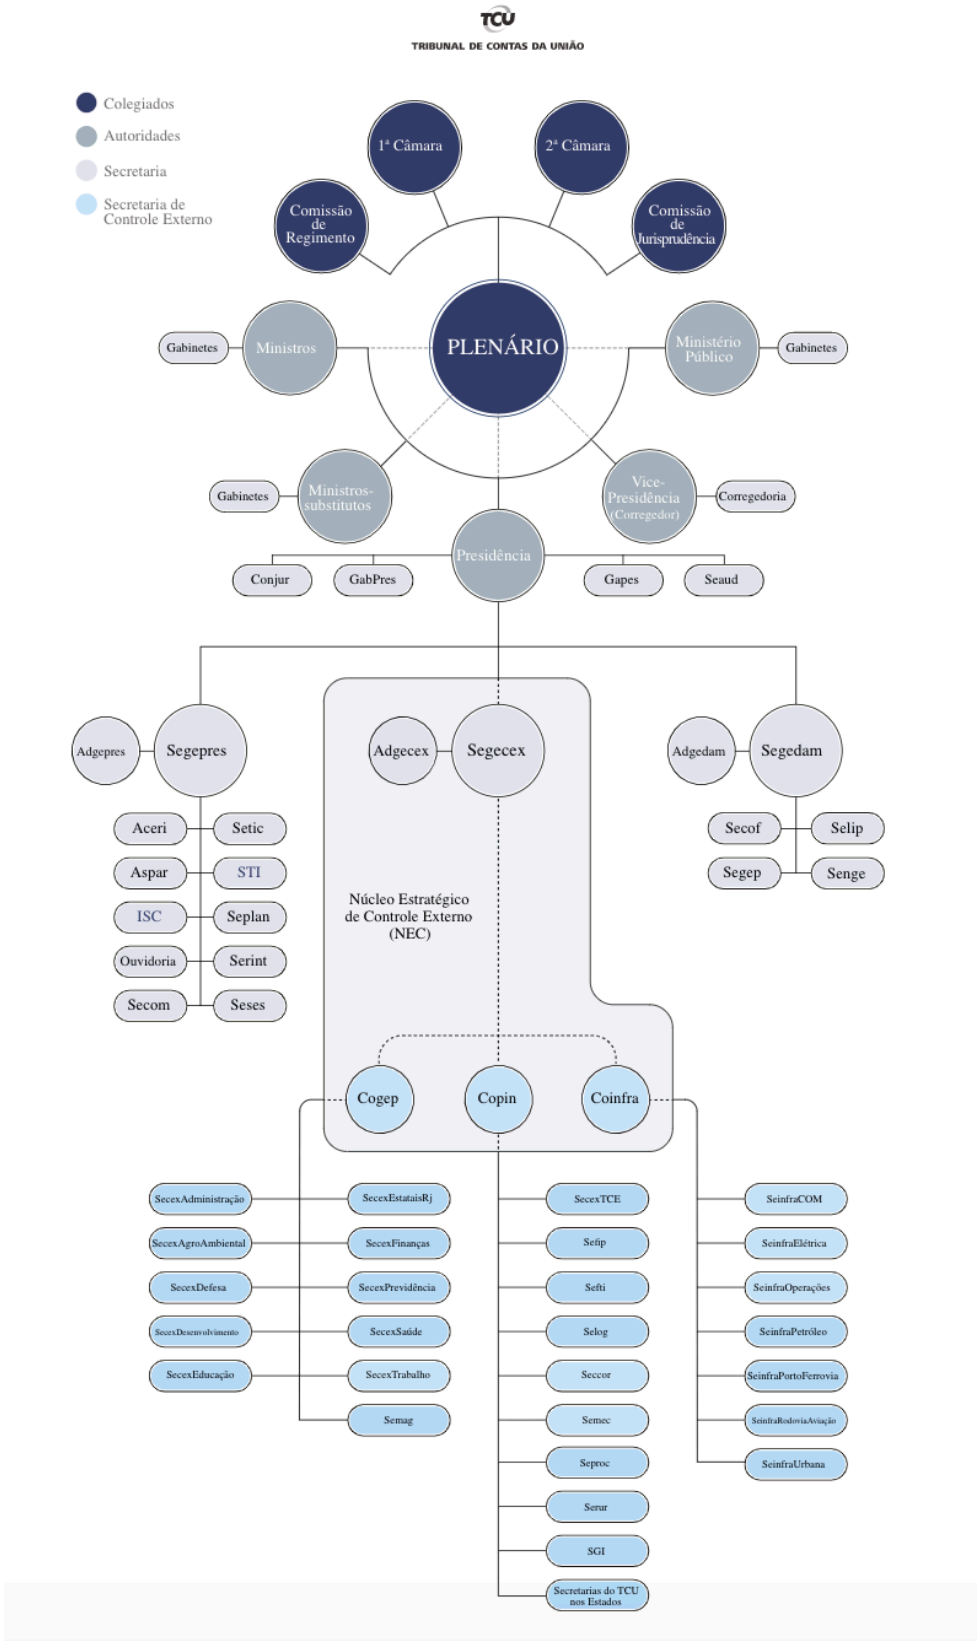 TCU
TRIBUNAL DE CONTAS DA UNIÃO
Colegiados
Autoridades
Secretaria
Secretaria de
Controle Externo
1ª Câmara
2ª Câmara
Comissão
de
Regimento
Comissão
de
Jurisprudência
PLENÁRIO
Gabinetes
Ministros
Ministério
Público
Gabinetes
Gabinetes
Ministros-
substitutos
Vice-
Presidência
(Corregedor)
Corregedoria
Presidência
Conjur
GabPres
Gapes
Seaud
Adgepres
Segepres
Adgecex
Segecex
Adgedam
Segedam
Aceri
Setic
Aspar
STI
ISC
Seplan
Ouvidoria
Serint
Secom
Seses
Secof
Selip
Segep
Senge
Núcleo Estratégico
de Controle Externo
(NEC)
Cogep
Copin
Coinfra
SecexAdministração
SecexEstataisRj
SecexAgroAmbiental
SecexFinanças
SecexDefesa
SecexPrevidência
SecexDesenvolvimento
SecexSaúde
SecexEducação
SecexTrabalho
Semag
SecexTCE
Sefip
Sefti
Selog
Seccor
Semec
Seproc
Serur
SGI
Secretarias do TCU
nos Estados
SeinfraCOM
SeinfraElétrica
SeinfraOperações
SeinfraPetróleo
SeinfraPortoFerrovia
SeinfraRodoviaAviação
SeinfraUrbana